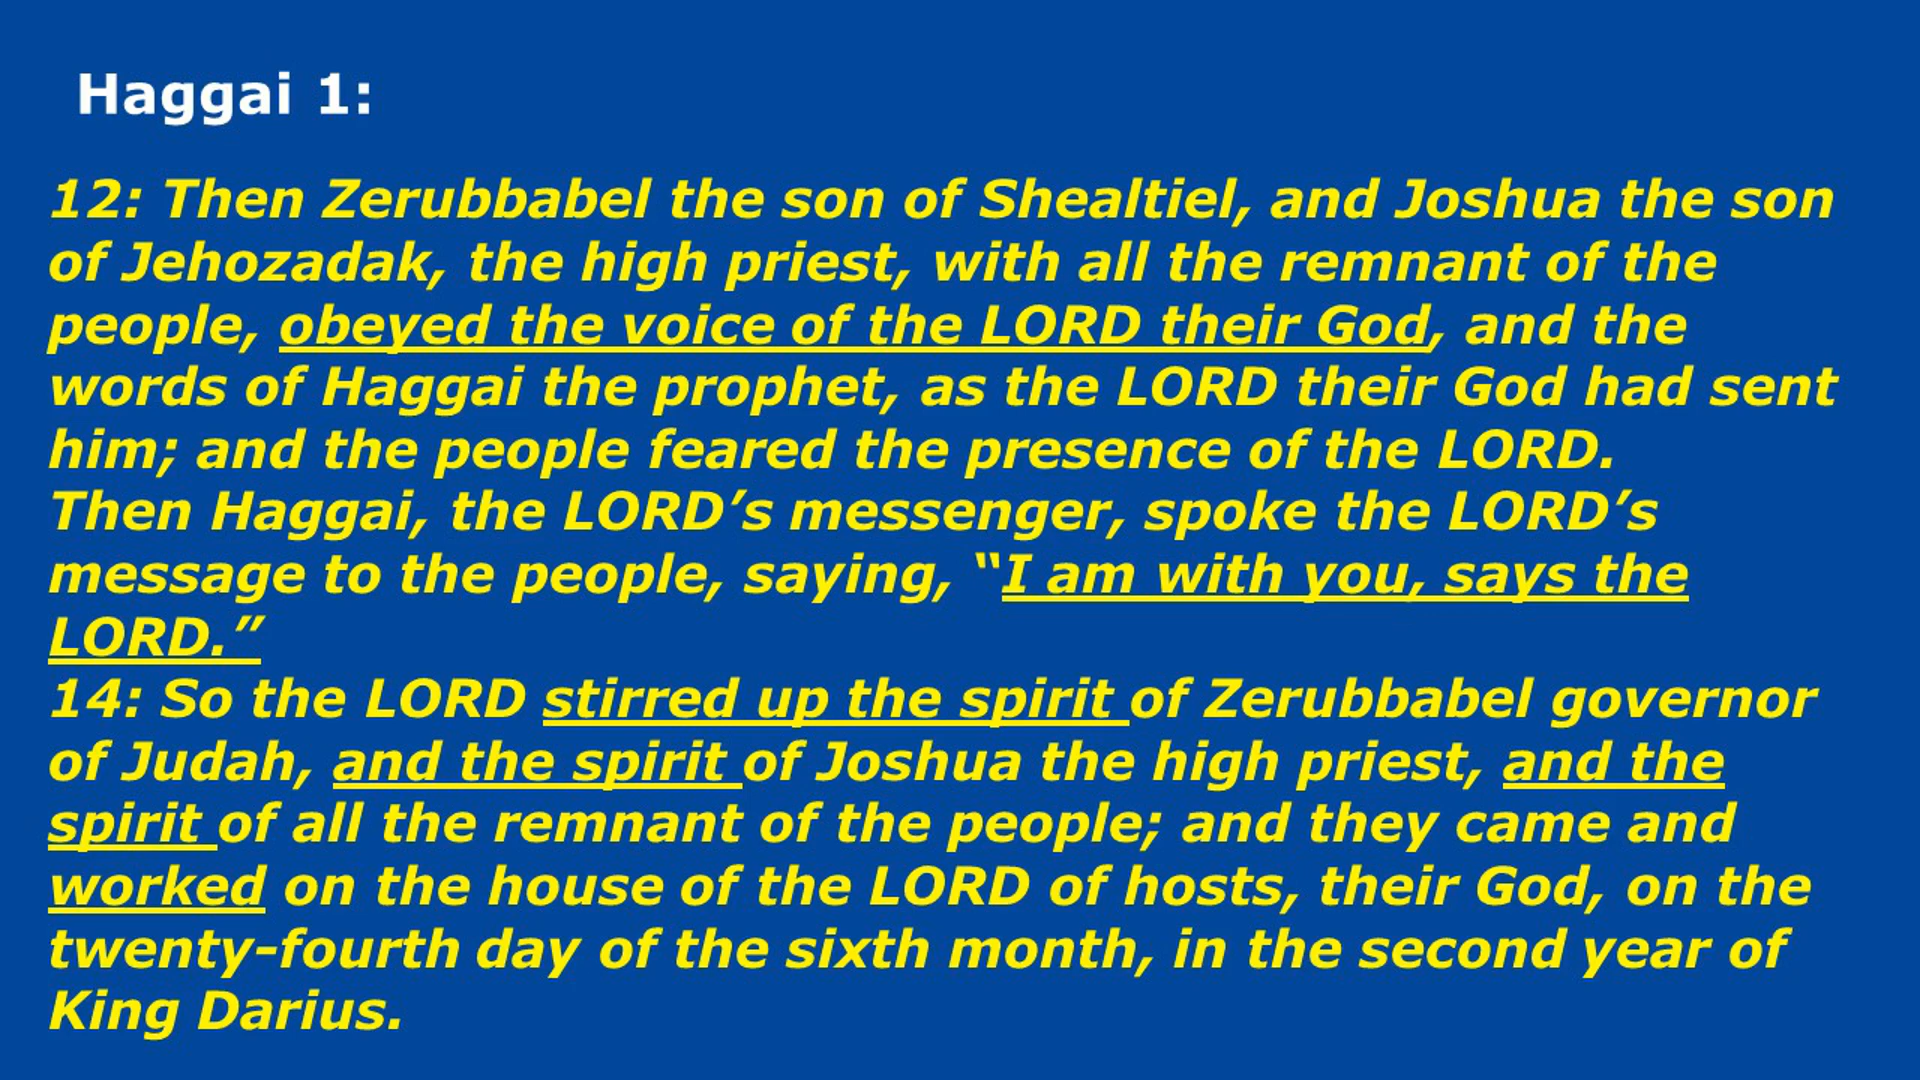 Haggai 1:
12: Then Zerubbabel the son of Shealtiel, and Joshua the son
of Jehozadak, the high priest, with all the remnant of the
people, obeyed the voice of the LORD their God, and the
words of Haggai the prophet, as the LORD their God had sent
him; and the people feared the presence of the LORD.
Then Haggai, the LORD’s messenger, spoke the LORD’s
message to the people, saying, “I am with you, says the
LORD.”
14: So the LORD stirred up the spirit of Zerubbabel governor
of Judah, and the spirit of Joshua the high priest, and the
spirit of all the remnant of the people; and they came and
worked on the house of the LORD of hosts, their God, on the
twenty-fourth day of the sixth month, in the second year of
King Darius.